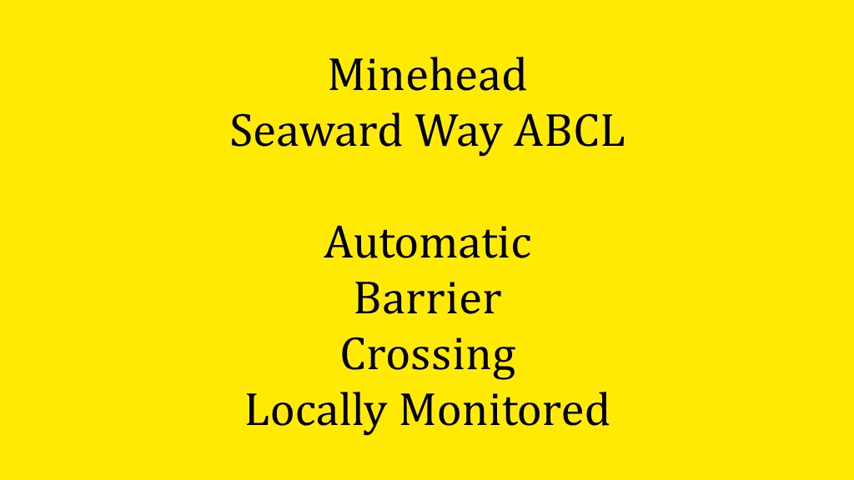 Minehead
Seaward Way ABCL
Automatic
Barrier
Crossing
Locally Monitored